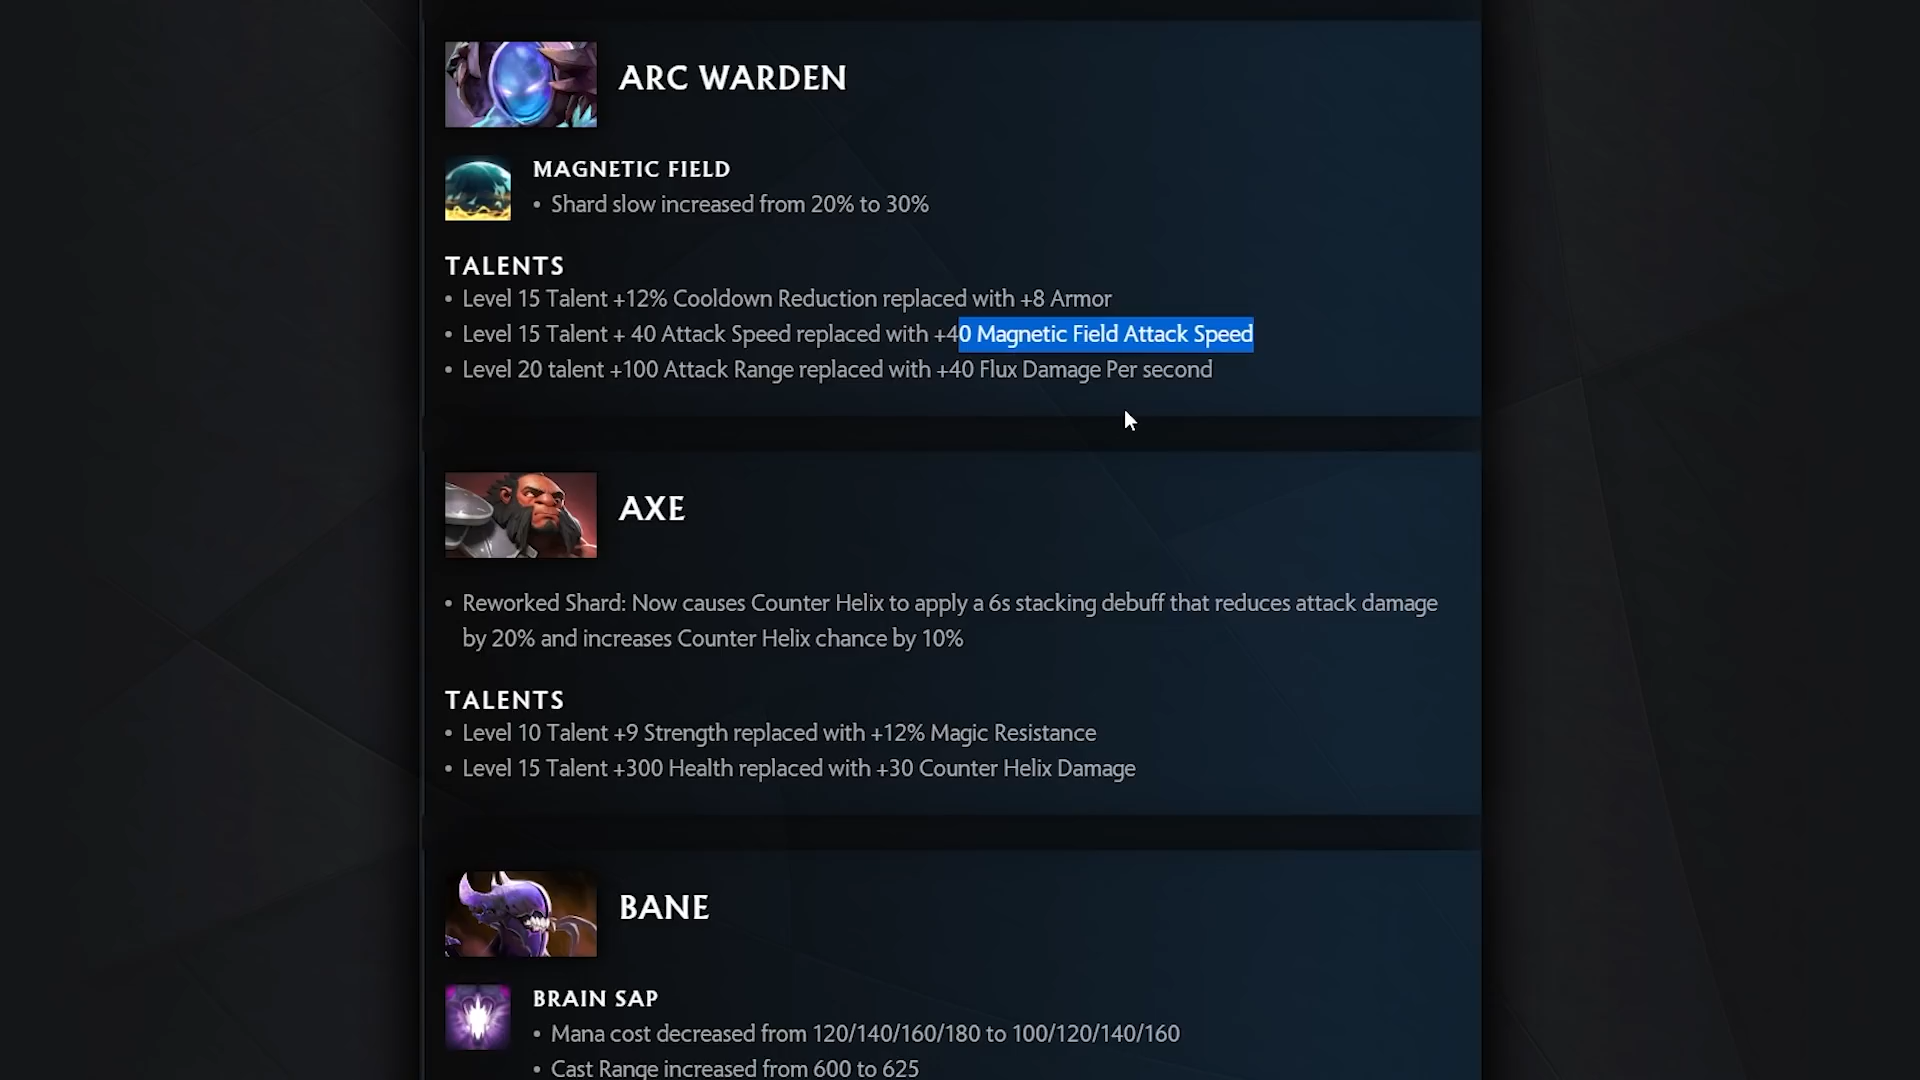 ARC WARDEN
MAGNETIC FIELD
• Shard slow increased from 20% to 30%
TALENTS
• Level 15 Talent +12% Cooldown Reduction replaced with +8 Armor
• Level 15 Talent + 40 Attack Speed replaced with +40 Magnetic Field Attack Speed
• Level 20 talent +100 Attack Range replaced with +40 Flux Damage Per second
AXE
• Reworked Shard: Now causes Counter Helix to apply a 6s stacking debuff that reduces attack damage
by 20% and increases Counter Helix chance by 10%
TALENTS
• Level 10 Talent +9 Strength replaced with +12% Magic Resistance
• Level 15 Talent +300 Health replaced with +30 Counter Helix Damage
BANE
BRAIN SAP
• Mana cost decreased from 120/140/160/180 to 100/120/140/160
• Cast Range increased from 600 to 625